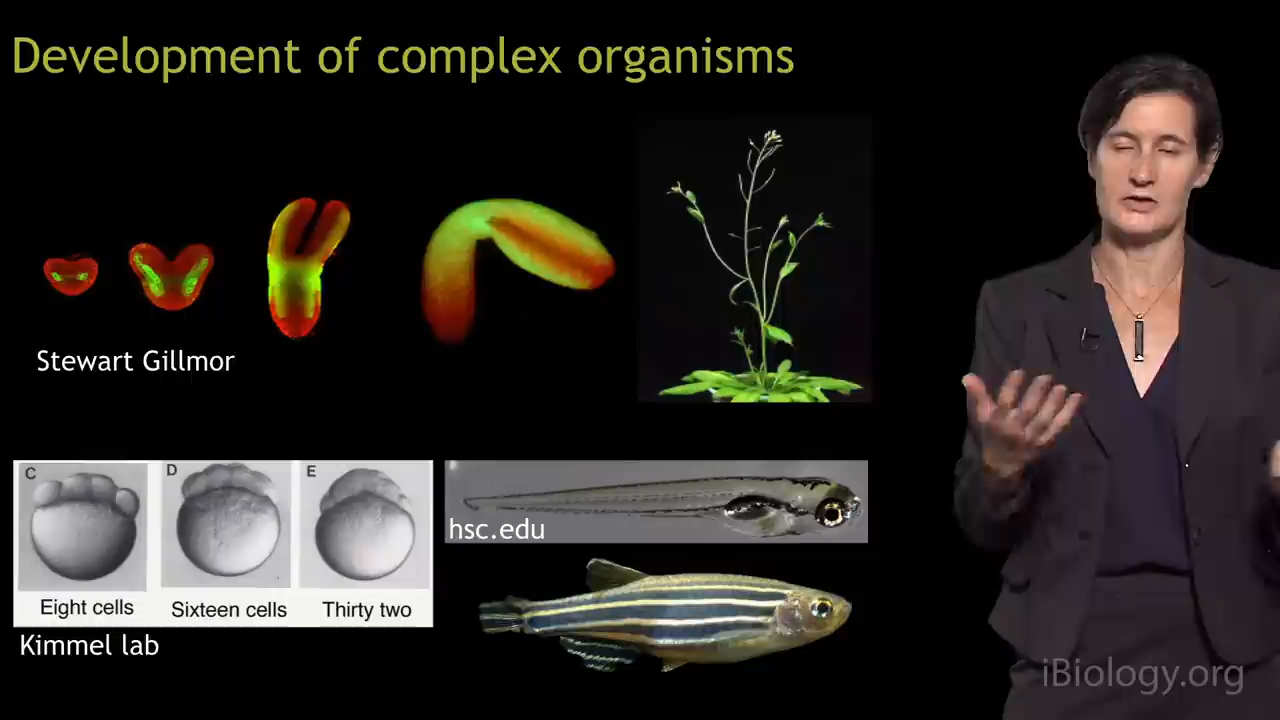 Development of complex organisms
Stewart Gillmor
C
D
E
Eight cells
Sixteen cells
Thirty two
Kimmel lab
hsc.edu
iBiology.org